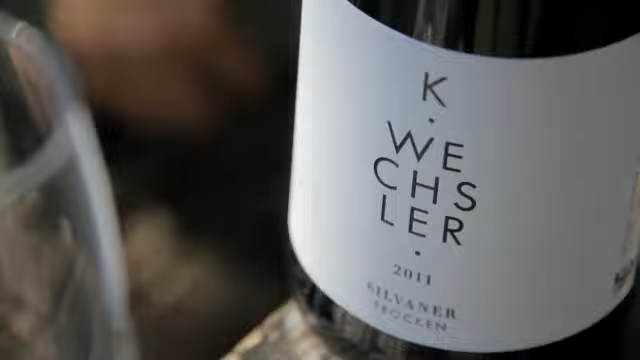 K
·
WE
CHS
LER
·
2011
SILVANER
TROCKEN